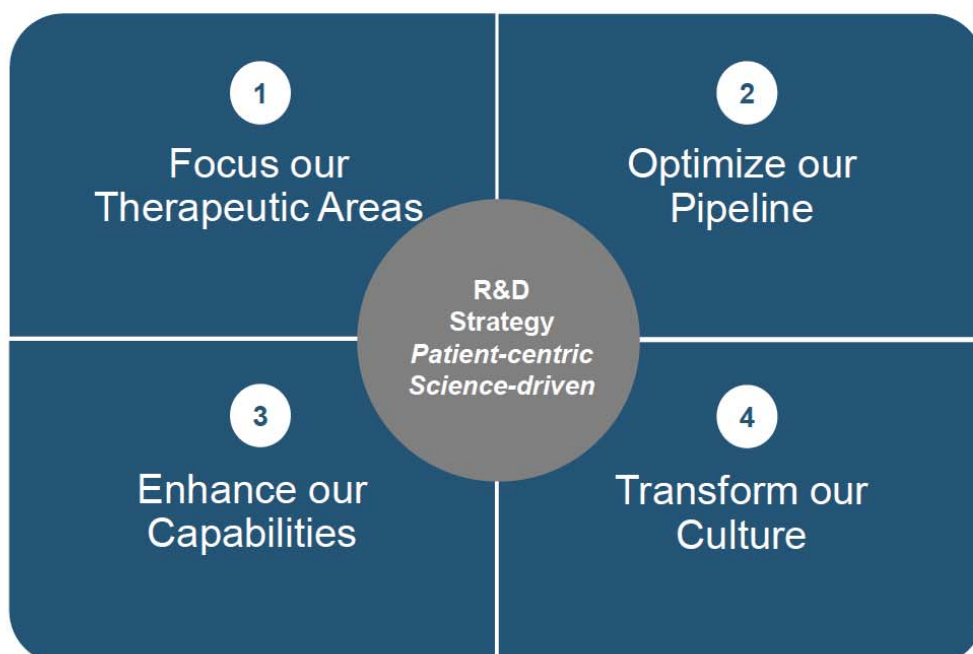 1
Focus our
Therapeutic Areas
2
Optimize our
Pipeline
R&D
Strategy
Patient-centric
Science-driven
3
Enhance our
Capabilities
4
Transform our
Culture